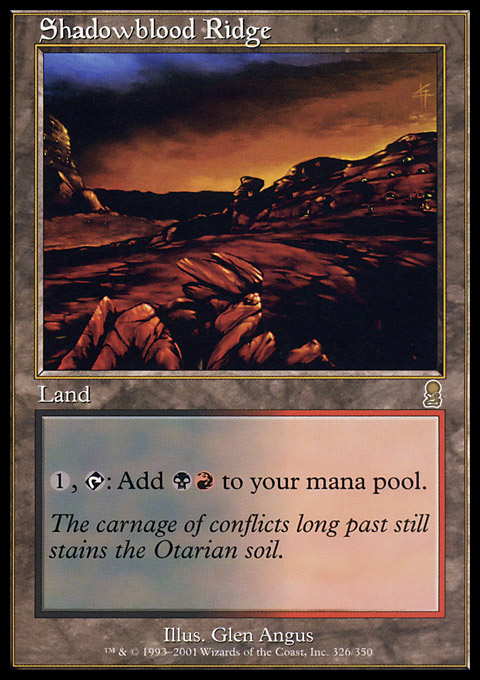 Shadowblood Ridge
Land
1, : Add to your mana pool.
The carnage of conflicts long past still
stains the Otarian soil.
Illus. Glen Angus
™ & © 1993–2001 Wizards of the Coast, Inc. 326/350